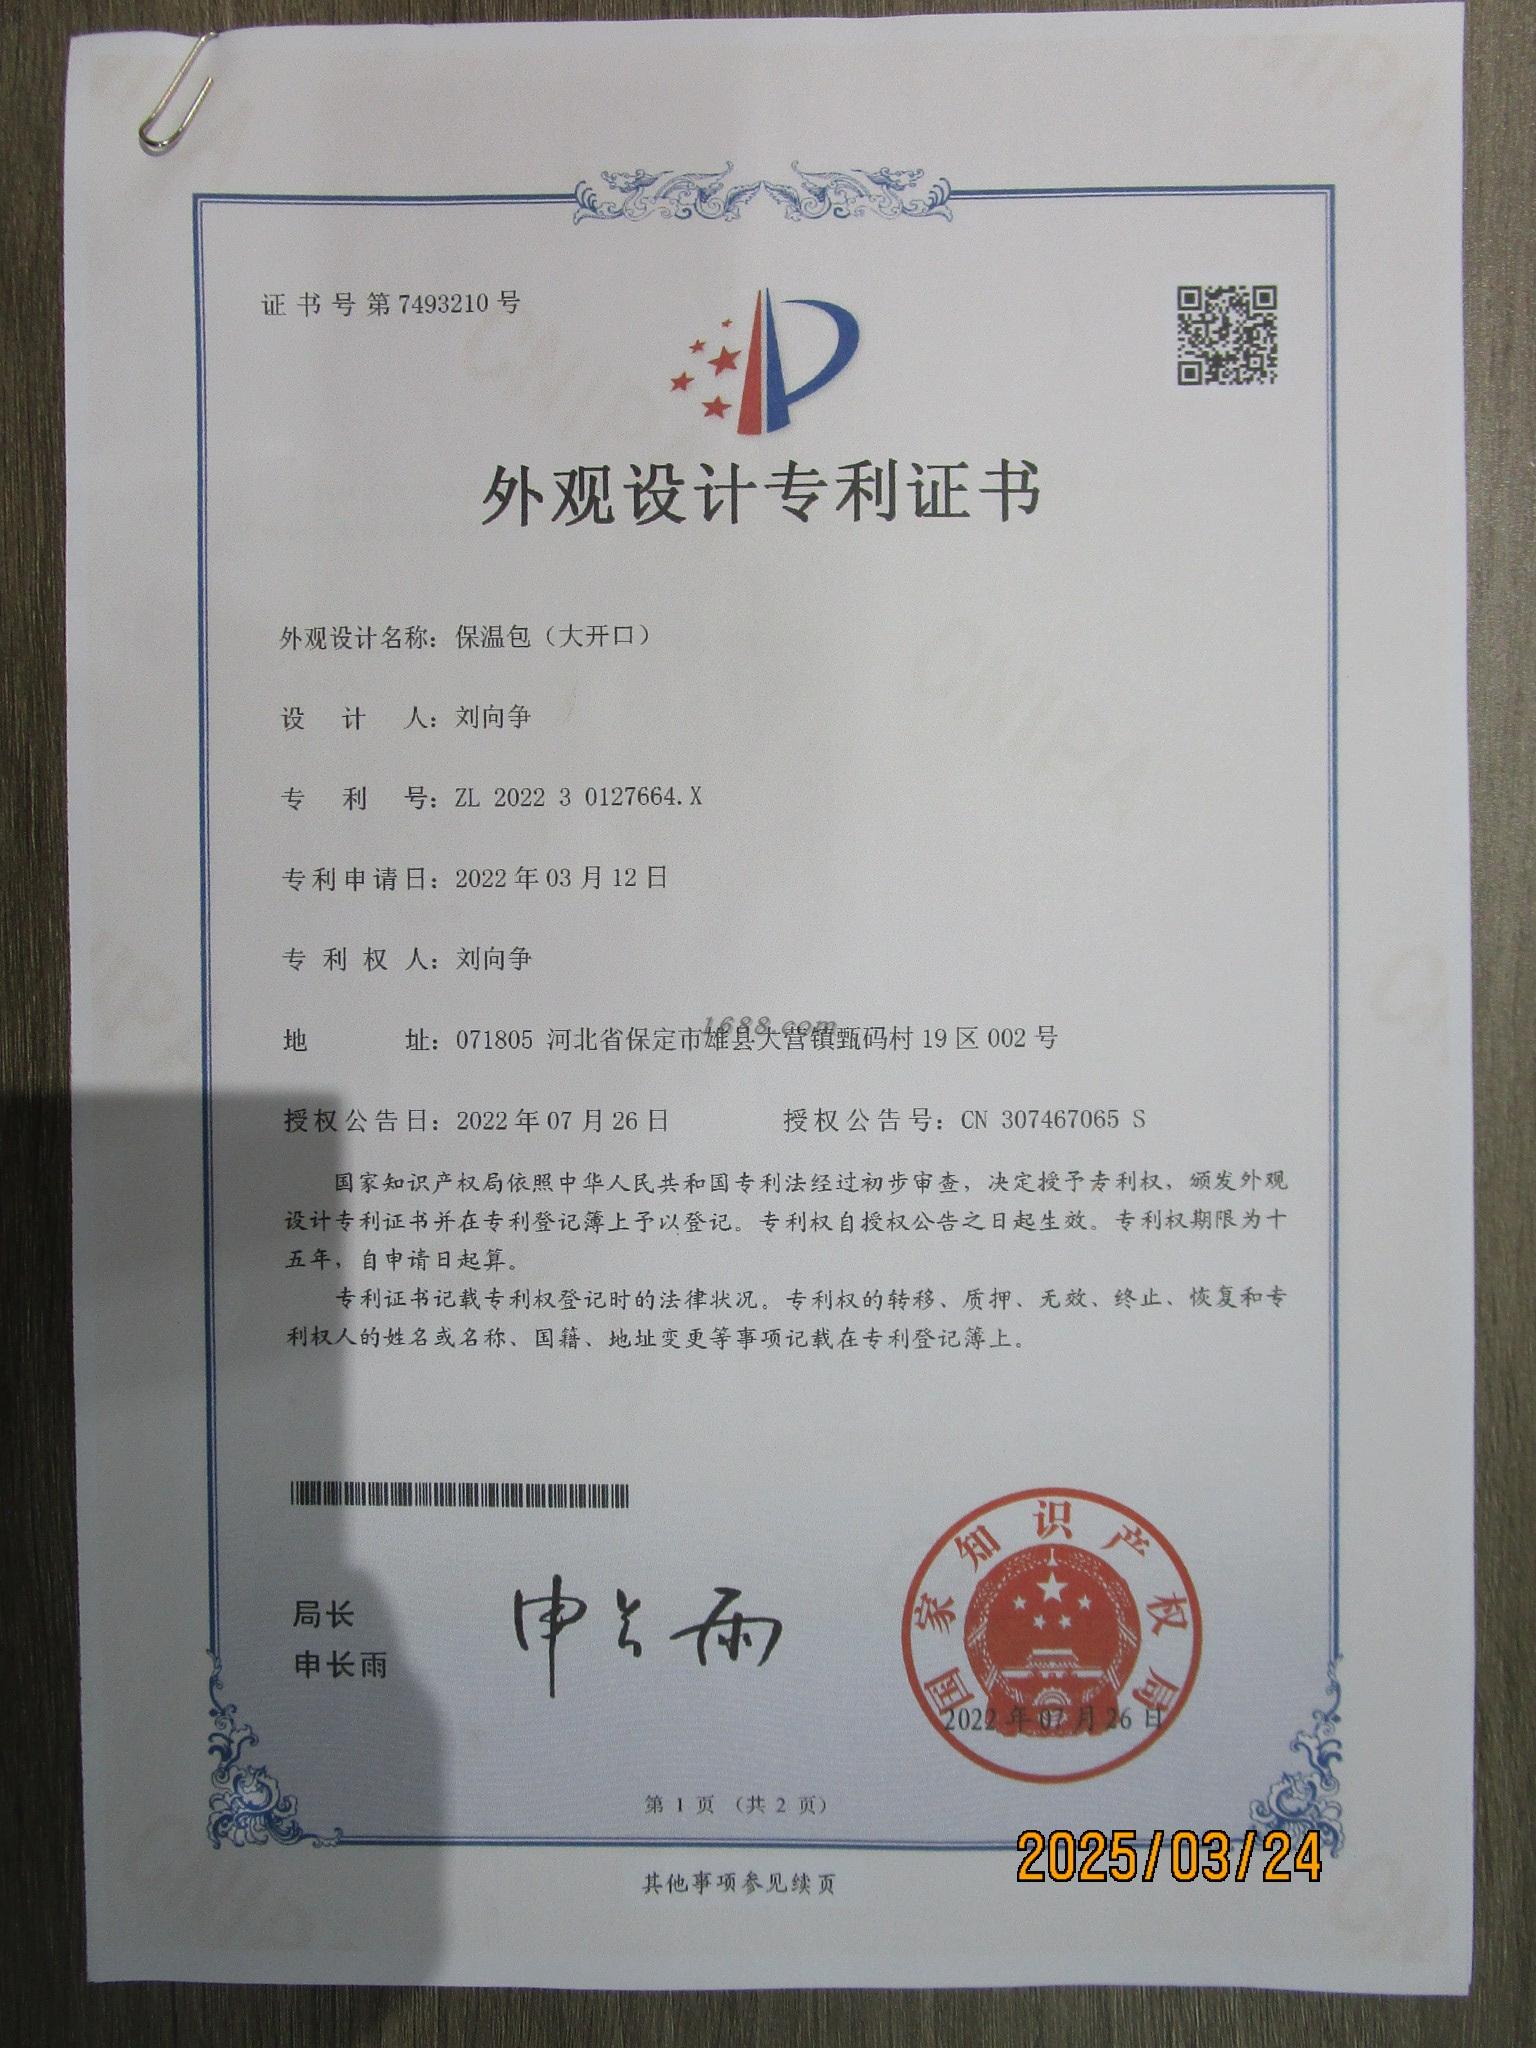 证书号第7493210号
外观设计专利证书
外观设计名称：保温包（大开口）
设计人：刘向争
专利号：ZL 2022 3 0127664.X
专利申请日：2022年03月12日
专利权人：刘向争
1688.com
地址：071805 河北省保定市雄县大营镇甄码村19区002号
授权公告日：2022年07月26日 授权公告号：CN 307467065 S
国家知识产权局依照中华人民共和国专利法经过初步审查，决定授予专利权，颁发外观
设计专利证书并在专利登记簿上予以登记。专利权自授权公告之日起生效。专利权期限为十
五年，自申请日起算。
专利证书记载专利权登记时的法律状况。专利权的转移、质押、无效、终止、恢复和专
利权人的姓名或名称、国籍、地址变更等事项记载在专利登记簿上。
局长
申长雨
申长雨
国家知识产权局
2022年07月26日
第 1 页 （共 2 页）
2025/03/24
其他事项参见续页